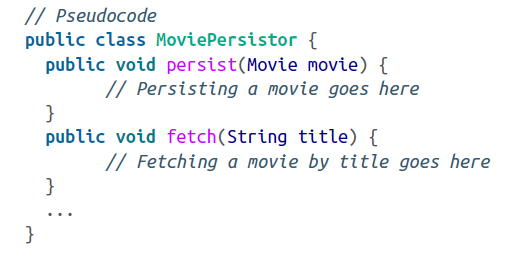 // Pseudocode
public class MoviePersistor {
  public void persist(Movie movie) {
        // Persisting a movie goes here
  }
  public void fetch(String title) {
        // Fetching a movie by title goes here
  }
  ...
}